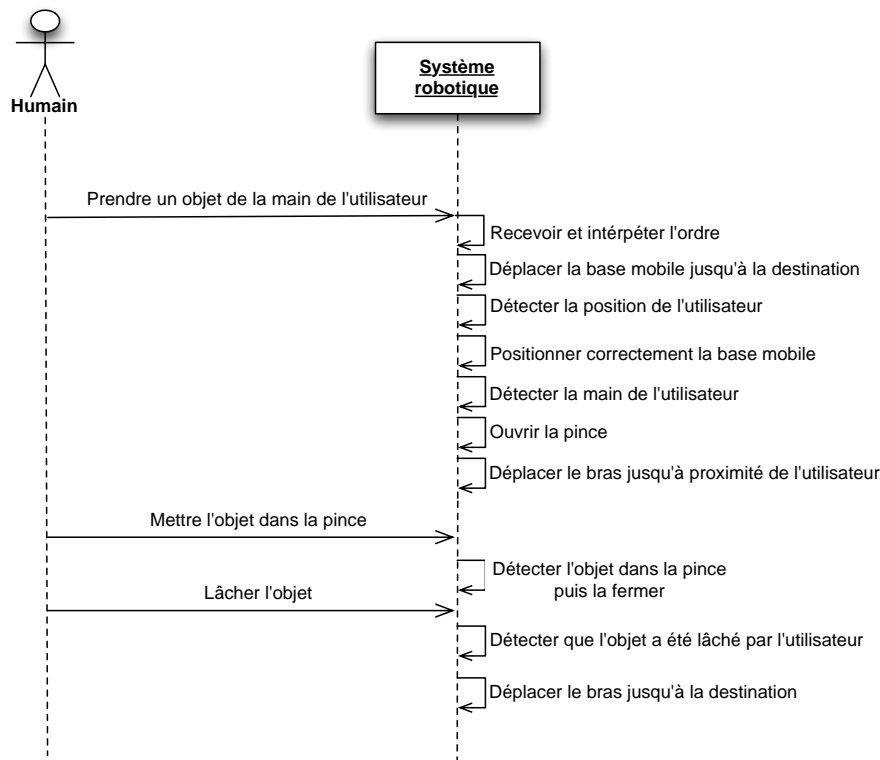 Humain
Système
robotique
Prendre un objet de la main de l'utilisateur
Recevoir et intérpéter l'ordre
Déplacer la base mobile jusqu'à la destination
Détecter la position de l'utilisateur
Positionner correctement la base mobile
Détecter la main de l'utilisateur
Ouvrir la pince
Déplacer le bras jusqu'à proximité de l'utilisateur
Mettre l'objet dans la pince
Détecter l'objet dans la pince
puis la fermer
Lâcher l'objet
Détecter que l'objet a été lâché par l'utilisateur
Déplacer le bras jusqu'à la destination